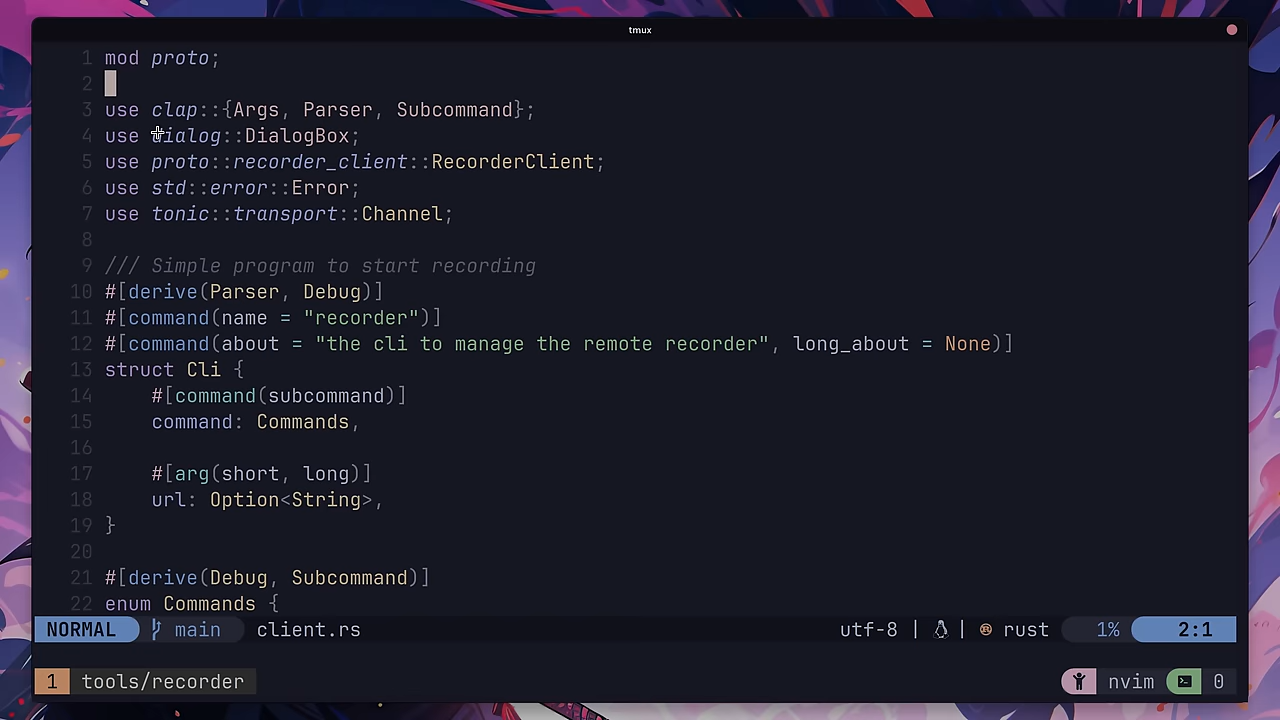 tmux
1 mod proto;
2
3 use clap::{Args, Parser, Subcommand};
4 use dialog::DialogBox;
5 use proto::recorder_client::RecorderClient;
6 use std::error::Error;
7 use tonic::transport::Channel;
8
9 /// Simple program to start recording
10 #[derive(Parser, Debug)]
11 #[command(name = "recorder")]
12 #[command(about = "the cli to manage the remote recorder", long_about = None)]
13 struct Cli {
14     #[command(subcommand)]
15     command: Commands,
16
17     #[arg(short, long)]
18     url: Option<String>,
19 }
20
21 #[derive(Debug, Subcommand)]
22 enum Commands {
NORMAL main client.rs utf-8 | | rust 1% 2:1
1 tools/recorder nvim 0